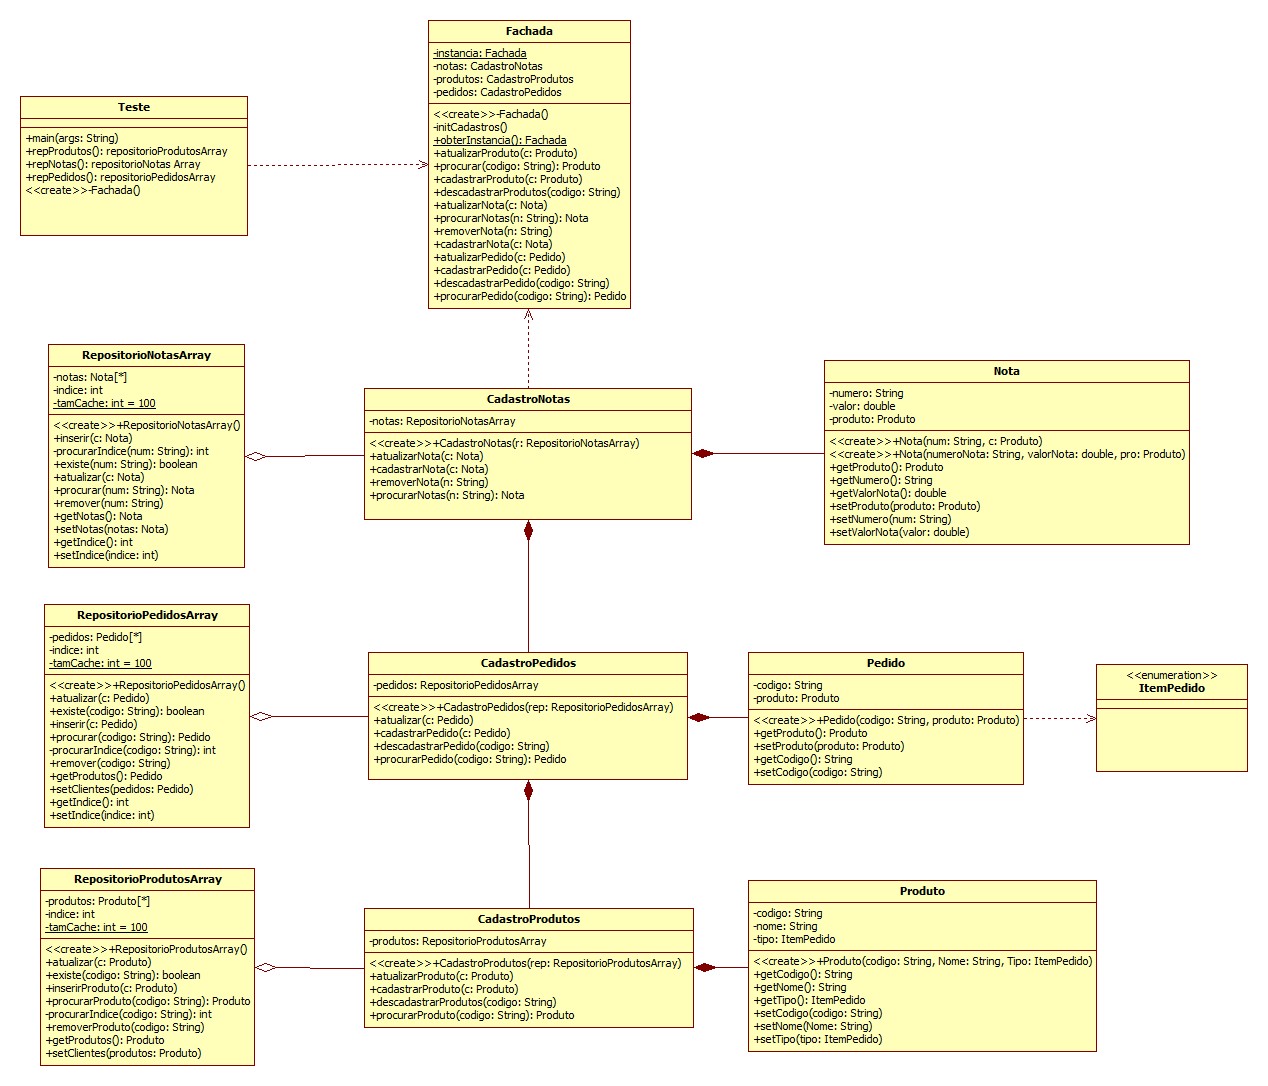 Fachada
-instancia: Fachada
-notas: CadastroNotas
-produtos: CadastroProdutos
-pedidos: CadastroPedidos
<<create>>-Fachada()
-initCadastros()
+obterInstancia(): Fachada
+atualizarProduto(c: Produto)
+procurar(codigo: String): Produto
+cadastrarProduto(c: Produto)
+descadastrarProdutos(codigo: String)
+atualizarNota(c: Nota)
+procurarNotas(n: String): Nota
+removerNota(n: String)
+cadastrarNota(c: Nota)
+atualizarPedido(c: Pedido)
+cadastrarPedido(c: Pedido)
+descadastrarPedido(codigo: String)
+procurarPedido(codigo: String): Pedido
Teste
+main(args: String)
+repProdutos(): repositorioProdutosArray
+repNotas(): repositorioNotas Array
+repPedidos(): repositorioPedidosArray
<<create>>-Fachada()
RepositorioNotasArray
-notas: Nota[*]
-indice: int
-tamCache: int = 100
<<create>>+RepositorioNotasArray()
+inserir(c: Nota)
-procurarIndice(num: String): int
+existe(num: String): boolean
+atualizar(c: Nota)
+procurar(num: String): Nota
+remover(num: String)
+getNotas(): Nota
+setNotas(notas: Nota)
+getIndice(): int
+setIndice(indice: int)
CadastroNotas
-notas: RepositorioNotasArray
<<create>>+CadastroNotas(r: RepositorioNotasArray)
+atualizarNota(c: Nota)
+cadastrarNota(c: Nota)
+removerNota(n: String)
+procurarNotas(n: String): Nota
Nota
-numero: String
-valor: double
-produto: Produto
<<create>>+Nota(num: String, c: Produto)
<<create>>+Nota(numeroNota: String, valorNota: double, pro: Produto)
+getProduto(): Produto
+getNumero(): String
+getValorNota(): double
+setProduto(produto: Produto)
+setNumero(num: String)
+setValorNota(valor: double)
RepositorioPedidosArray
-pedidos: Pedido[*]
-indice: int
-tamCache: int = 100
<<create>>+RepositorioPedidosArray()
+atualizar(c: Pedido)
+existe(codigo: String): boolean
+inserir(c: Pedido)
+procurar(codigo: String): Pedido
-procurarIndice(codigo: String): int
+remover(codigo: String)
+getProdutos(): Pedido
+setClientes(pedidos: Pedido)
+getIndice(): int
+setIndice(indice: int)
CadastroPedidos
-pedidos: RepositorioPedidosArray
<<create>>+CadastroPedidos(rep: RepositorioPedidosArray)
+atualizar(c: Pedido)
+cadastrarPedido(c: Pedido)
+descadastrarPedido(codigo: String)
+procurarPedido(codigo: String): Pedido
Pedido
-codigo: String
-produto: Produto
<<create>>+Pedido(codigo: String, produto: Produto)
+getProduto(): Produto
+setProduto(produto: Produto)
+getCodigo(): String
+setCodigo(codigo: String)
<<enumeration>>
ItemPedido
RepositorioProdutosArray
-produtos: Produto[*]
-indice: int
-tamCache: int = 100
<<create>>+RepositorioProdutosArray()
+atualizar(c: Produto)
+existe(codigo: String): boolean
+inserirProduto(c: Produto)
+procurarProduto(codigo: String): Produto
-procurarIndice(codigo: String): int
+removerProduto(codigo: String)
+getProdutos(): Produto
+setClientes(produtos: Produto)
CadastroProdutos
-produtos: RepositorioProdutosArray
<<create>>+CadastroProdutos(rep: RepositorioProdutosArray)
+atualizarProduto(c: Produto)
+cadastrarProduto(c: Produto)
+descadastrarProdutos(codigo: String)
+procurarProduto(codigo: String): Produto
Produto
-codigo: String
-nome: String
-tipo: ItemPedido
<<create>>+Produto(codigo: String, Nome: String, Tipo: ItemPedido)
+getCodigo(): String
+getNome(): String
+getTipo(): ItemPedido
+setCodigo(codigo: String)
+setNome(Nome: String)
+setTipo(tipo: ItemPedido)